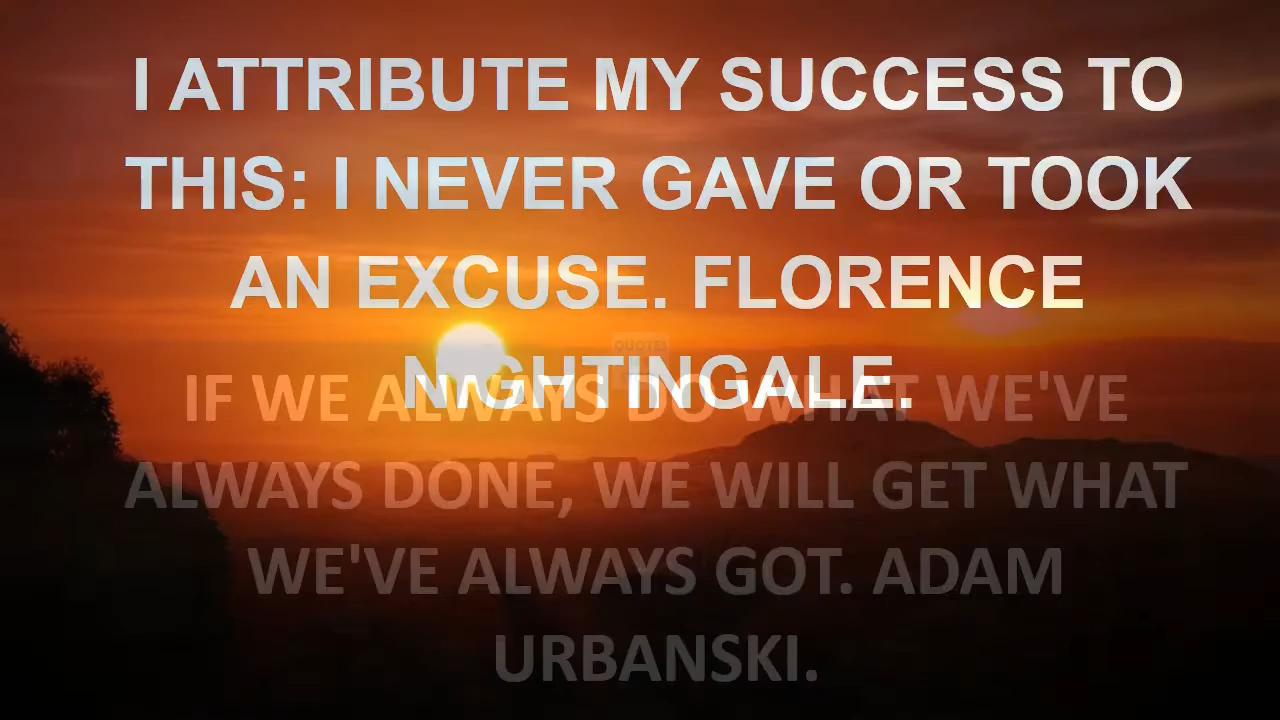 I ATTRIBUTE MY SUCCESS TO
THIS: I NEVER GAVE OR TOOK
AN EXCUSE. FLORENCE
QUOTES
NIGHTINGALE.
IF WE ALWAYS DO WHAT WE'VE
ALWAYS DONE, WE WILL GET WHAT
WE'VE ALWAYS GOT. ADAM
URBANSKI.